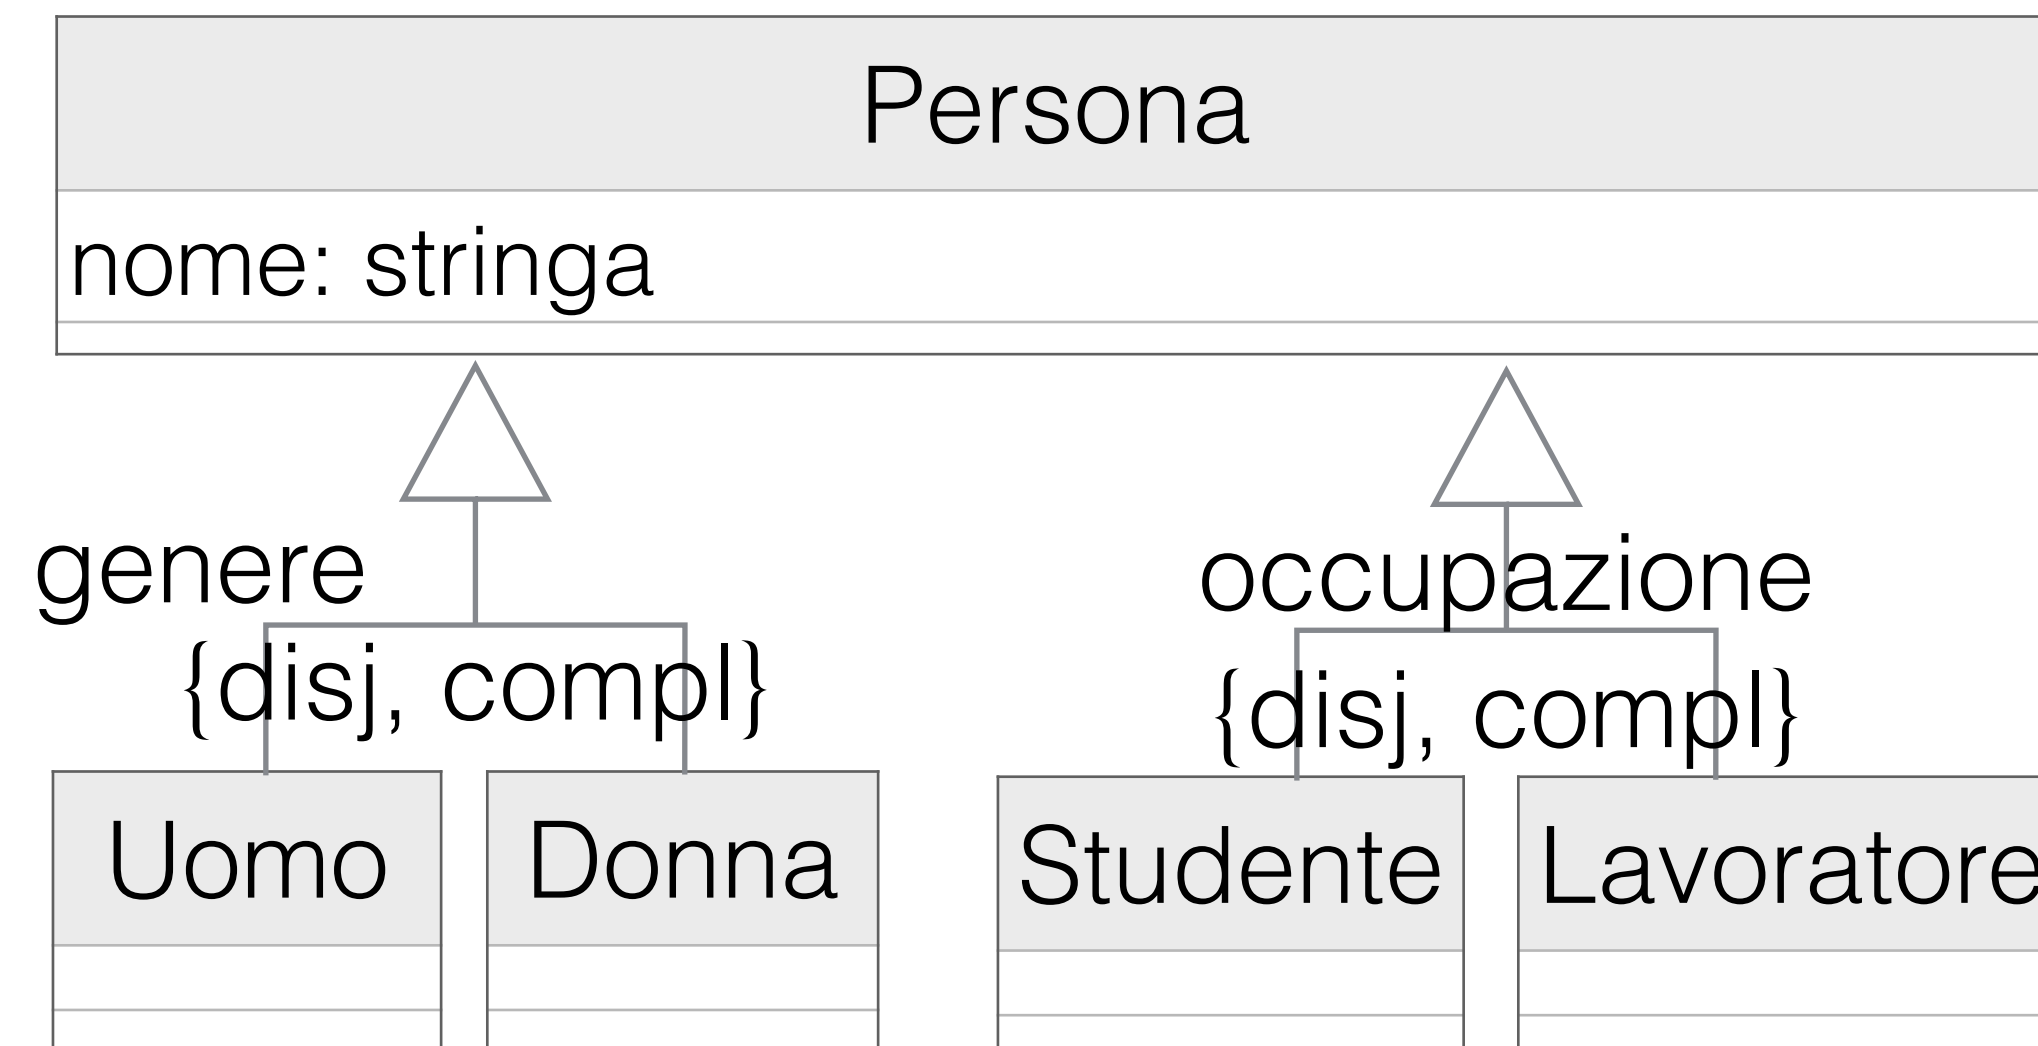 Persona
nome: stringa
genere
occupazione
{disj, compl}
{disj, compl}
Uomo
Donna
Studente
Lavoratore